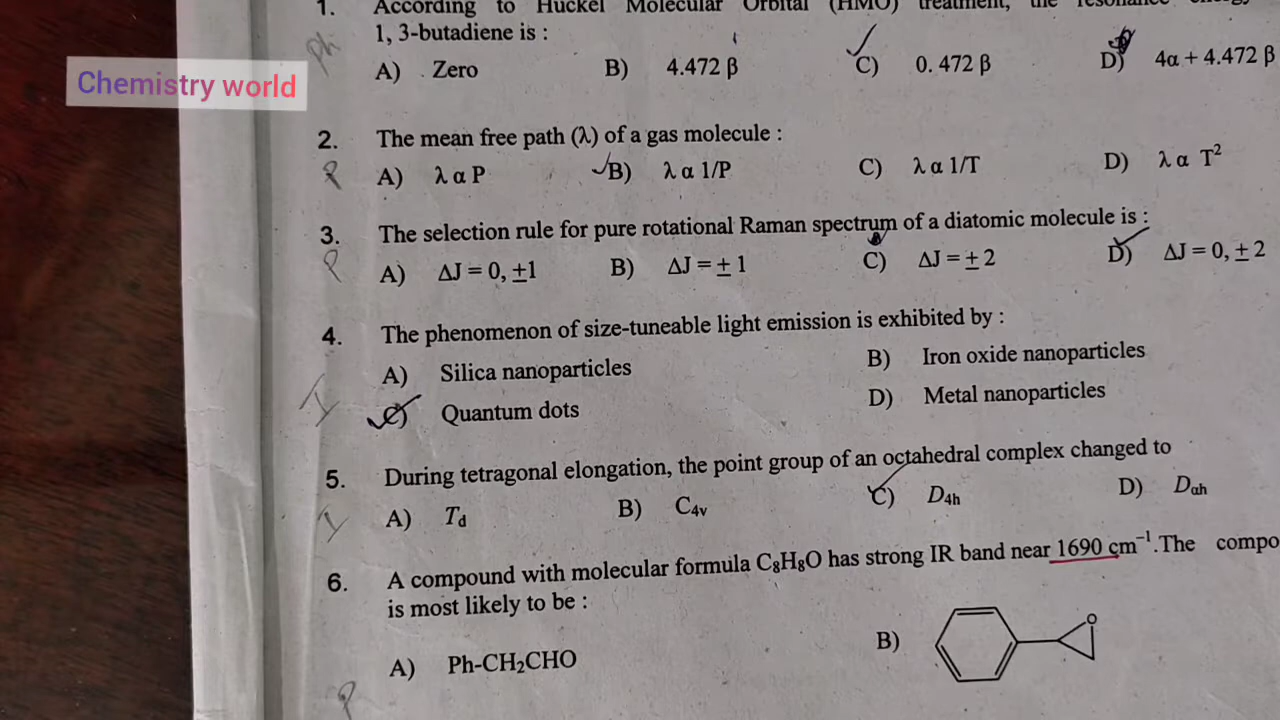 1. According to Huckel Molecular Orbital (HMO) treatment, the resonance energy
1, 3-butadiene is :
A) Zero B) 4.472 β C) 0. 472 β D) 4α + 4.472 β
Ph
Chemistry world
2. The mean free path (λ) of a gas molecule :
A) λ α P B) λ α 1/P C) λ α 1/T D) λ α T²
3. The selection rule for pure rotational Raman spectrum of a diatomic molecule is :
A) ΔJ = 0, ±1 B) ΔJ = ± 1 C) ΔJ = ± 2 D) ΔJ = 0, ± 2
4. The phenomenon of size-tuneable light emission is exhibited by :
A) Silica nanoparticles B) Iron oxide nanoparticles
C) Quantum dots D) Metal nanoparticles
5. During tetragonal elongation, the point group of an octahedral complex changed to
A) Td B) C4v C) D4h D) Dαh
6. A compound with molecular formula C₈H₈O has strong IR band near 1690 cm⁻¹.The compo
is most likely to be :
A) Ph-CH₂CHO B) O